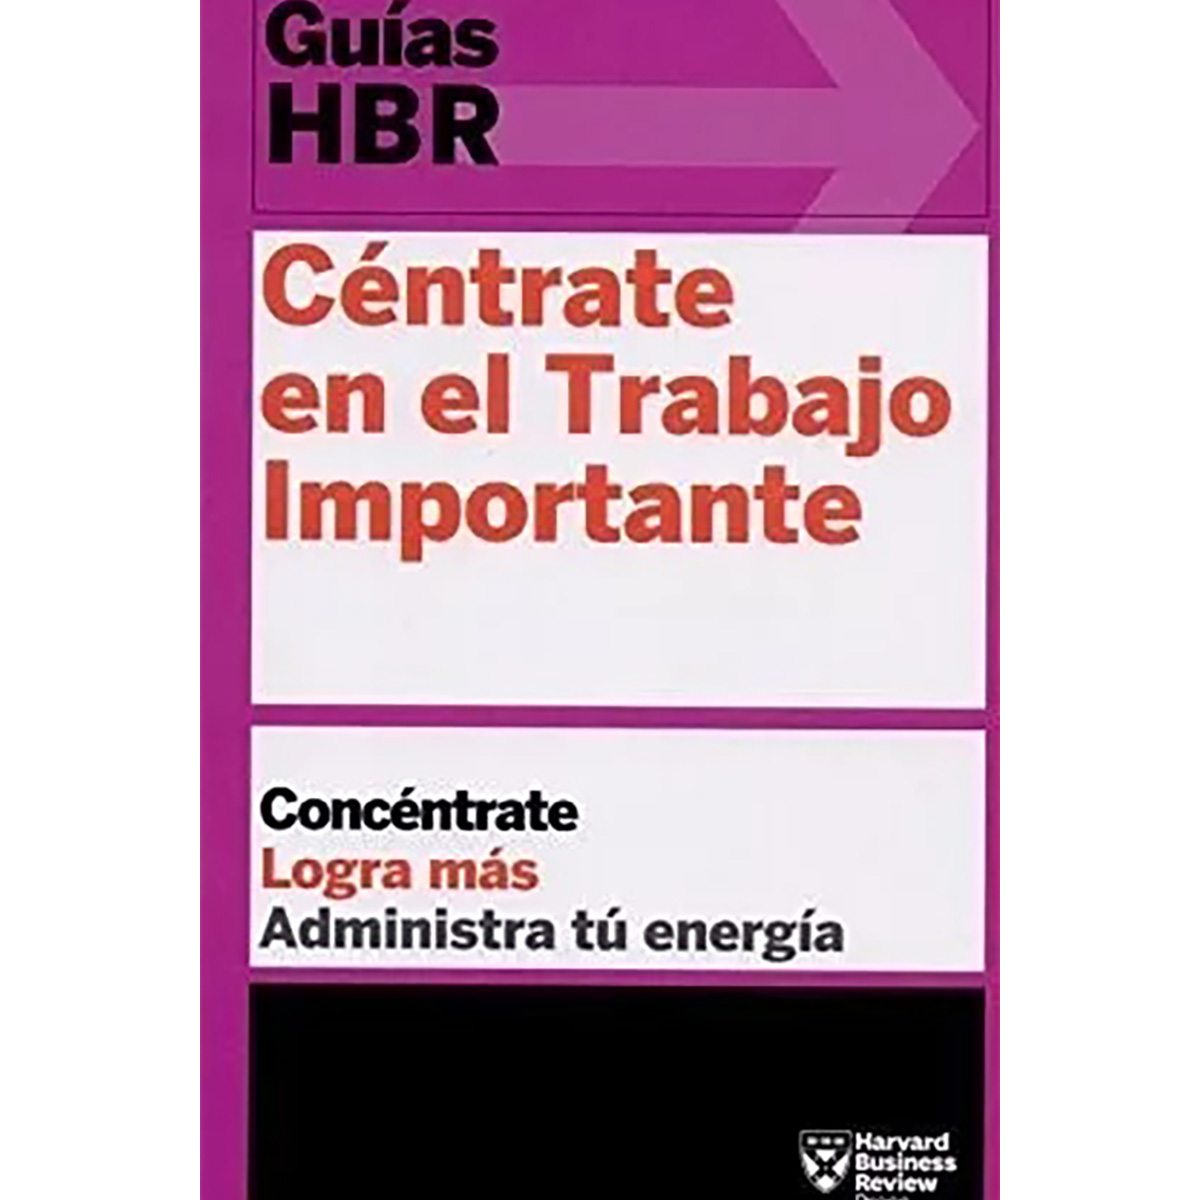 Guías
HBR
Céntrate
en el Trabajo
Importante
Concéntrate
Logra más
Administra tú energía
Harvard
Business
Review